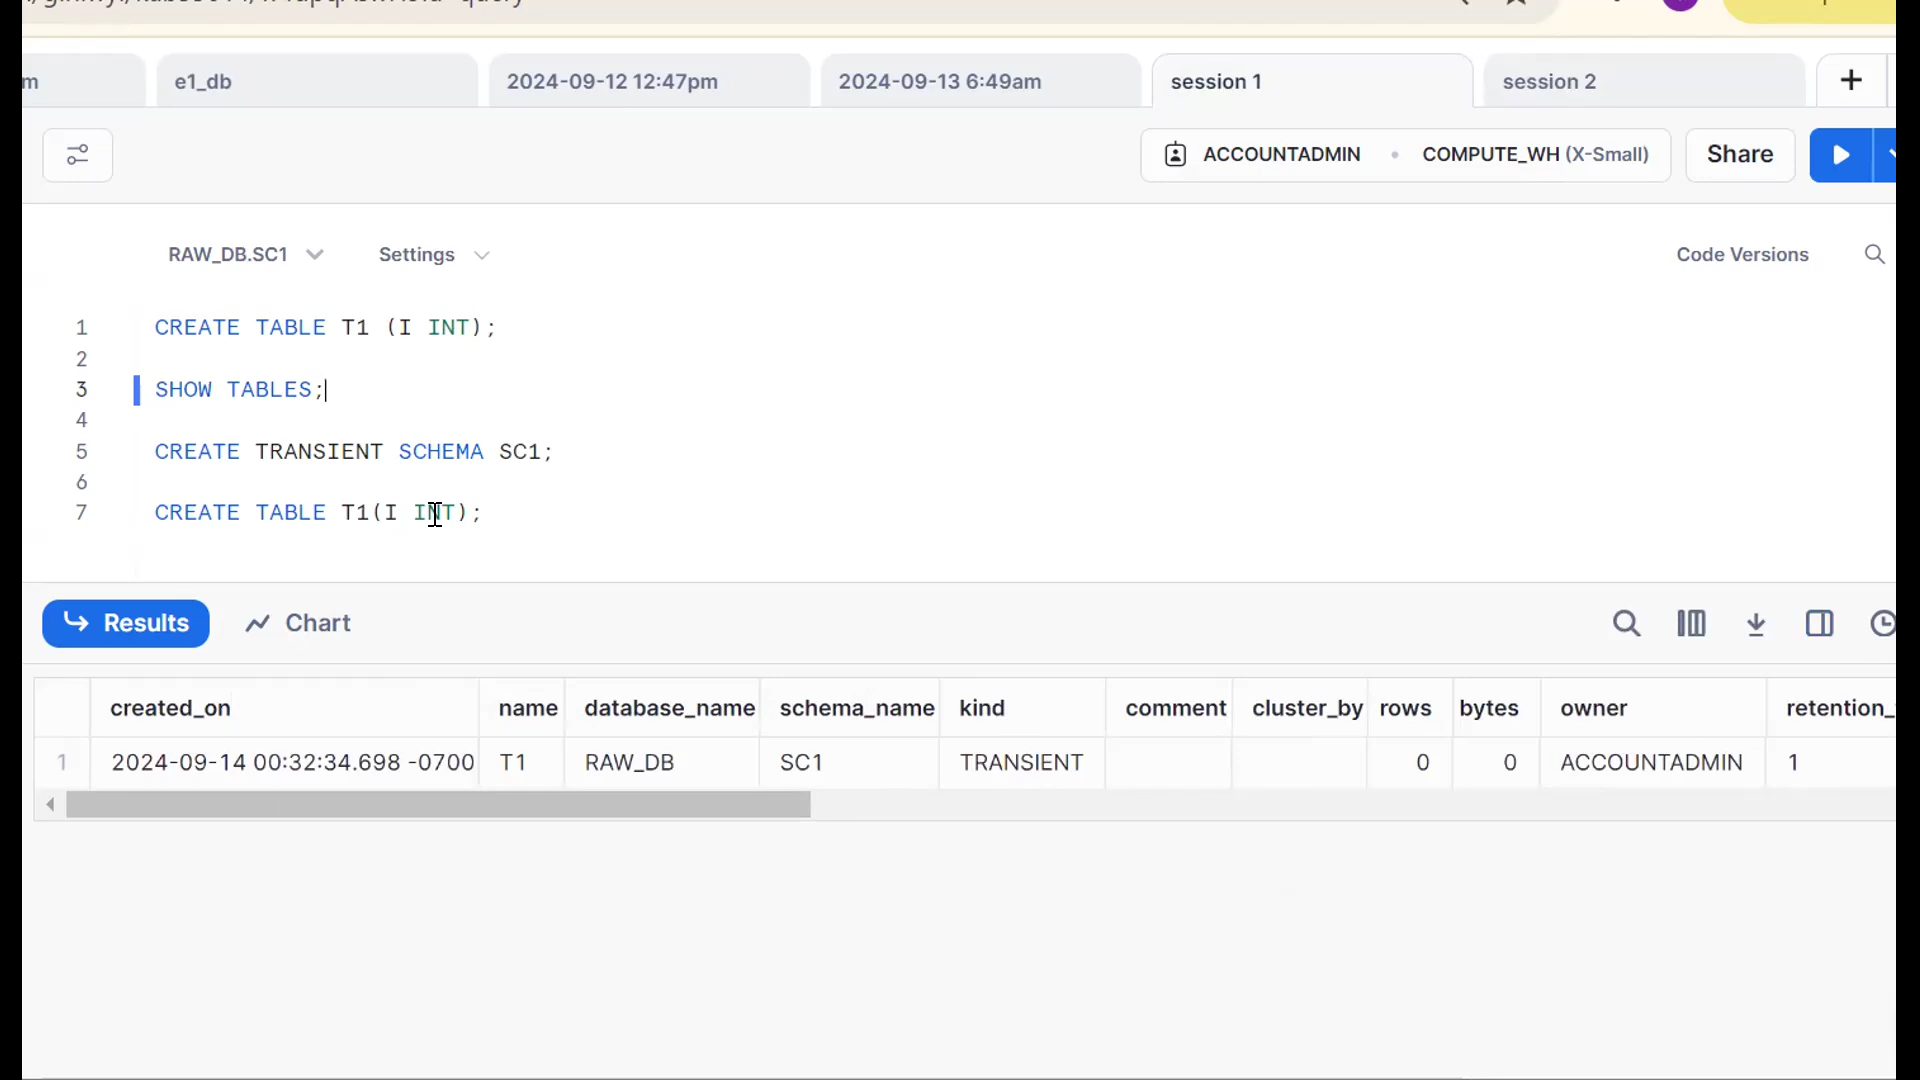 m e1_db 2024-09-12 12:47pm 2024-09-13 6:49am session 1 session 2 +
ACCOUNTADMIN • COMPUTE_WH (X-Small) Share
RAW_DB.SC1 Settings Code Versions
1 CREATE TABLE T1 (I INT);
2
3 SHOW TABLES;
4
5 CREATE TRANSIENT SCHEMA SC1;
6
7 CREATE TABLE T1(I INT);
Results Chart
created_on name database_name schema_name kind comment cluster_by rows bytes owner retention_
1 2024-09-14 00:32:34.698 -0700 T1 RAW_DB SC1 TRANSIENT 0 0 ACCOUNTADMIN 1